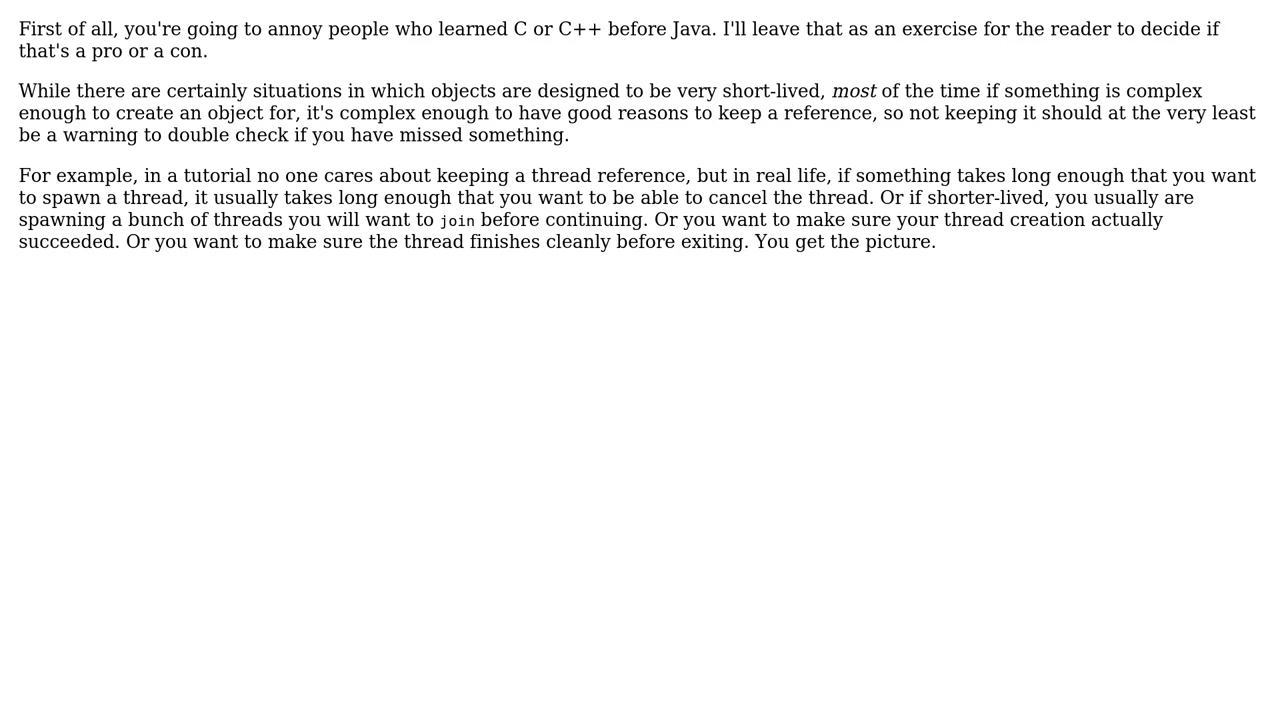 First of all, you're going to annoy people who learned C or C++ before Java. I'll leave that as an exercise for the reader to decide if
that's a pro or a con.
While there are certainly situations in which objects are designed to be very short-lived, most of the time if something is complex
enough to create an object for, it's complex enough to have good reasons to keep a reference, so not keeping it should at the very least
be a warning to double check if you have missed something.
For example, in a tutorial no one cares about keeping a thread reference, but in real life, if something takes long enough that you want
to spawn a thread, it usually takes long enough that you want to be able to cancel the thread. Or if shorter-lived, you usually are
spawning a bunch of threads you will want to join before continuing. Or you want to make sure your thread creation actually
succeeded. Or you want to make sure the thread finishes cleanly before exiting. You get the picture.